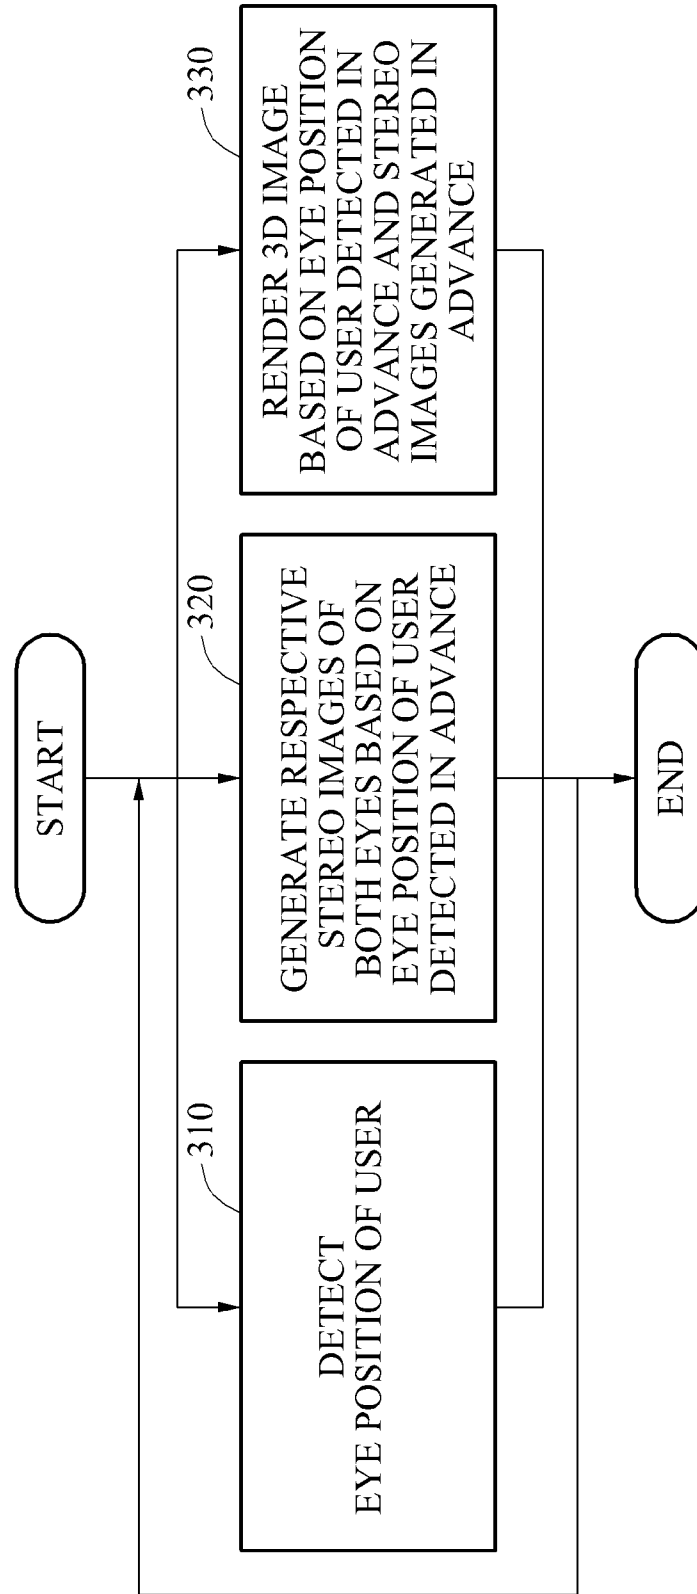 START
310
DETECT
EYE POSITION OF USER
320
GENERATE RESPECTIVE
STEREO IMAGES OF
BOTH EYES BASED ON
EYE POSITION OF USER
DETECTED IN ADVANCE
330
RENDER 3D IMAGE
BASED ON EYE POSITION
OF USER DETECTED IN
ADVANCE AND STEREO
IMAGES GENERATED IN
ADVANCE
END